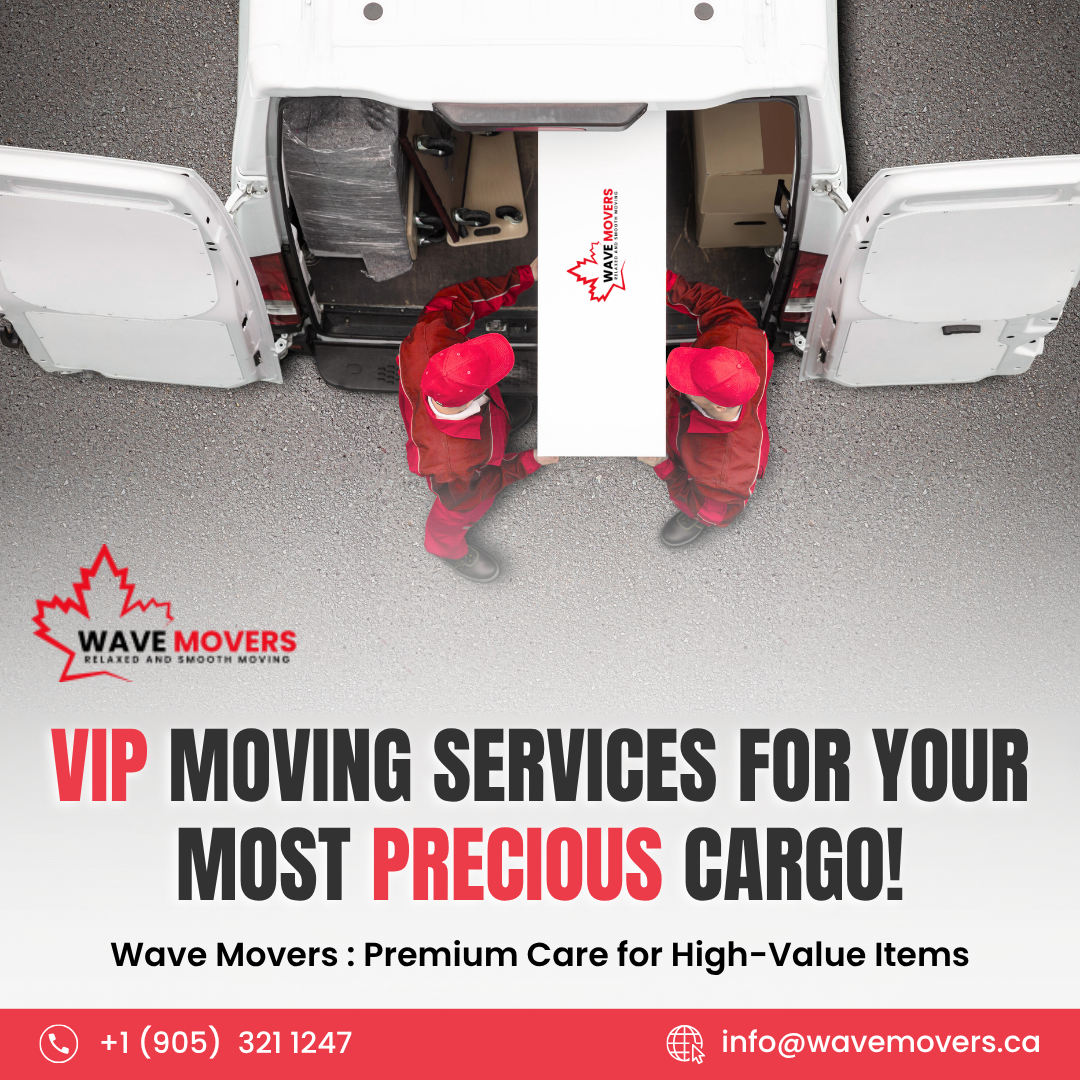 WAVE MOVERS
RELAXED AND SMOOTH MOVING
WAVE MOVERS
RELAXED AND SMOOTH MOVING
VIP MOVING SERVICES FOR YOUR
MOST PRECIOUS CARGO!
Wave Movers : Premium Care for High-Value Items
+1 (905) 321 1247
info@wavemovers.ca